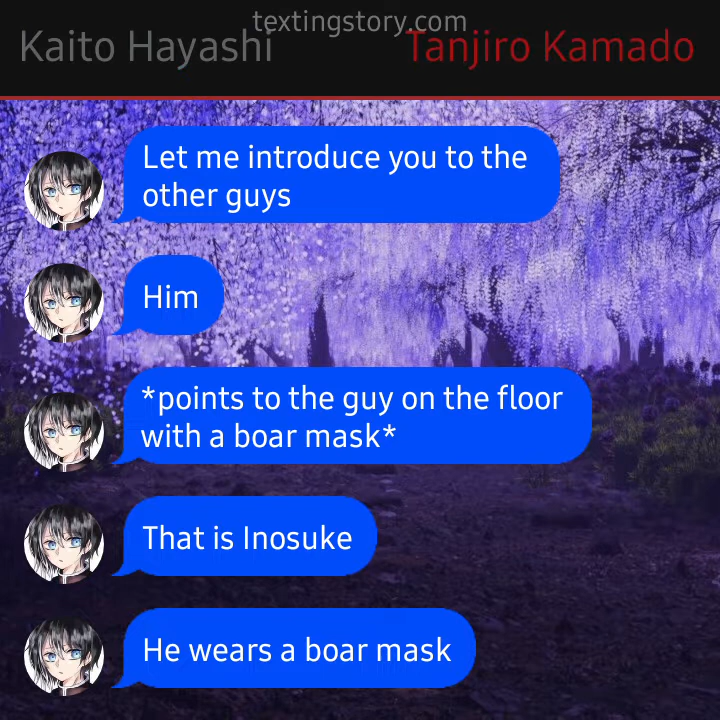 textingstory.com
Kaito Hayashi
Tanjiro Kamado
Let me introduce you to the
other guys
Him
*points to the guy on the floor
with a boar mask*
That is Inosuke
He wears a boar mask